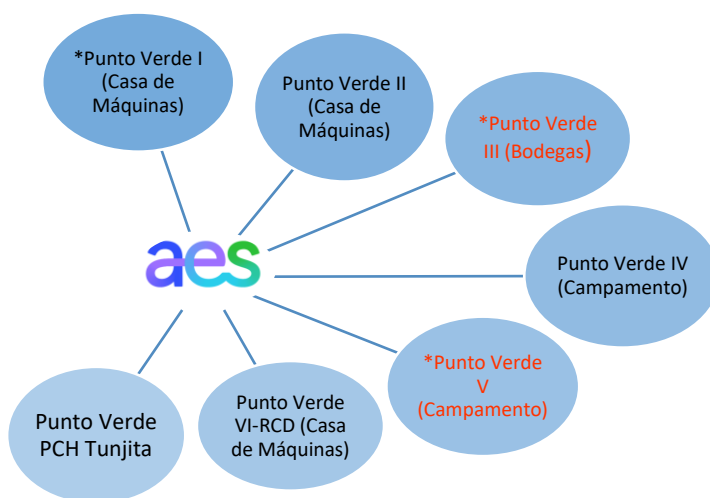 *Punto Verde I
(Casa de
Máquinas)
Punto Verde II
(Casa de
Máquinas)
*Punto Verde
III (Bodegas)
aes
Punto Verde IV
(Campamento)
*Punto Verde
V
(Campamento)
Punto Verde
VI-RCD (Casa
de Máquinas)
Punto Verde
PCH Tunjita